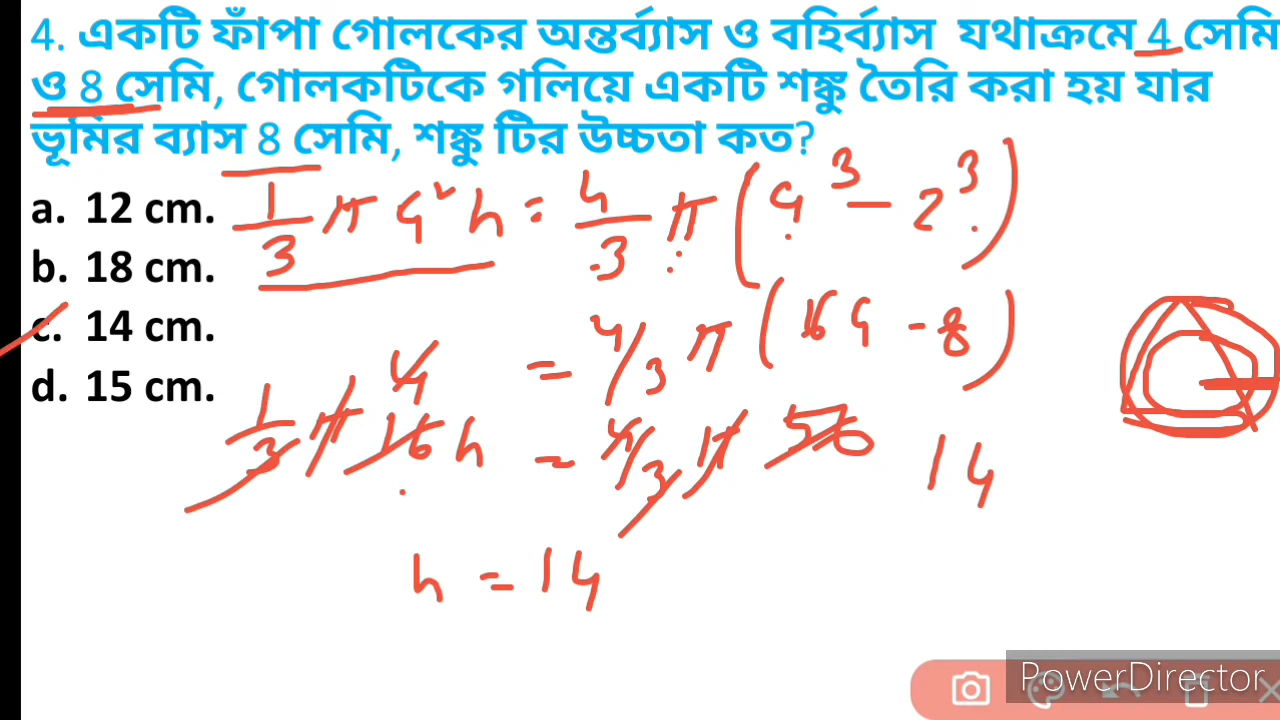 4. একটি ফাঁপা গোলকের অন্তর্ব্যাস ও বহির্ব্যাস যথাক্রমে 4 সেমি
ও 8 সেমি, গোলকটিকে গলিয়ে একটি শঙ্কু তৈরি করা হয় যার
ভূমির ব্যাস 8 সেমি, শঙ্কু টির উচ্চতা কত?
a. 12 cm.
b. 18 cm.
c. 14 cm.
d. 15 cm.
1/3 π 4² h = 4/3 π (4³ - 2³)
= 4/3 π (64 - 8)
4
1/3 π 16 h = 4/3 π 56 14
h = 14
PowerDirector